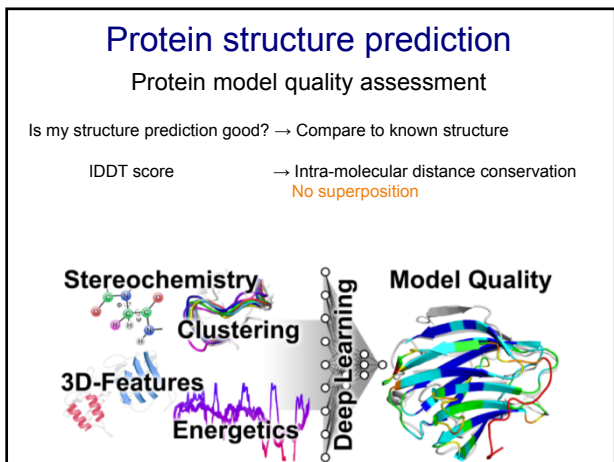 Protein structure prediction
Protein model quality assessment
Is my structure prediction good? → Compare to known structure
lDDT score → Intra-molecular distance conservation
No superposition
Stereochemistry
Clustering
3D-Features
Energetics
Deep Learning
Model Quality